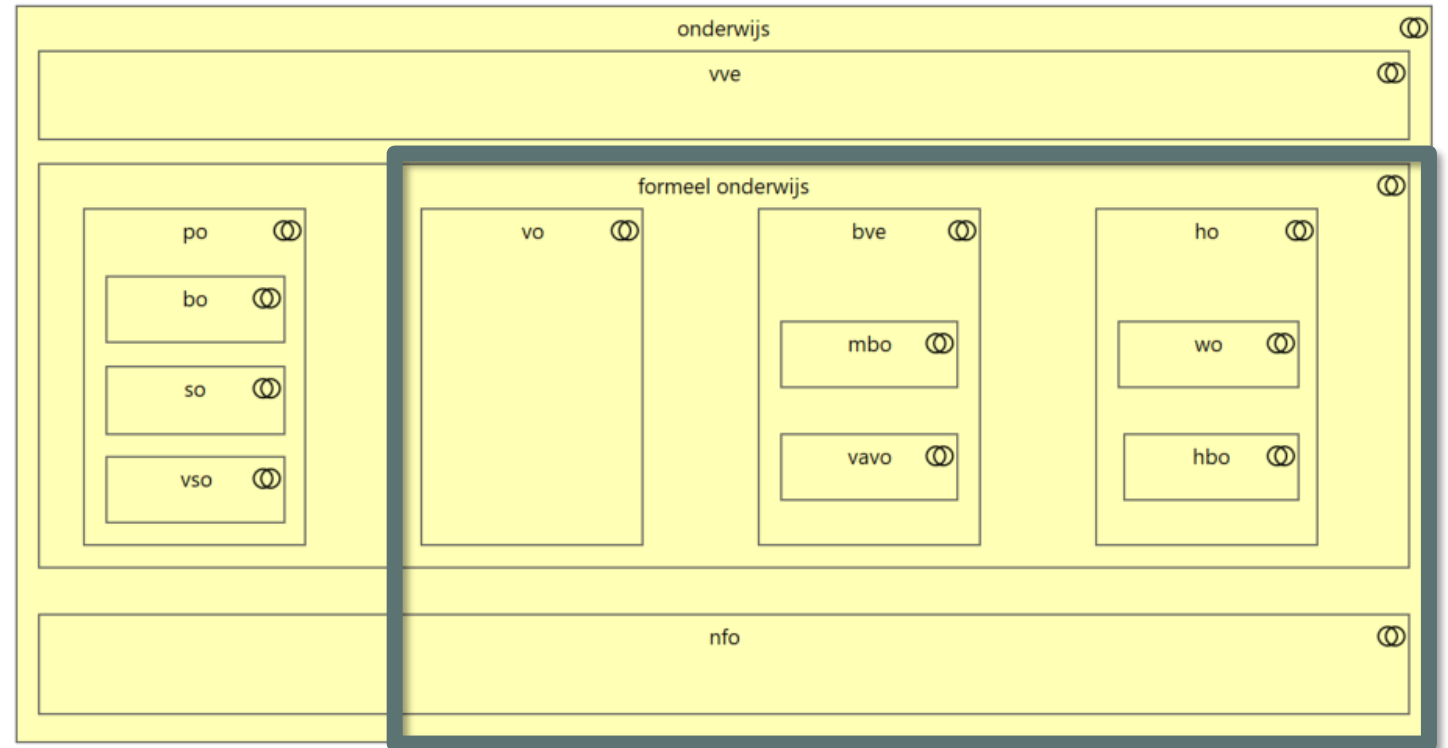 onderwijs
vve
formeel onderwijs
po
vo
bve
ho
bo
so
vso
mbo
vavo
wo
hbo
nfo